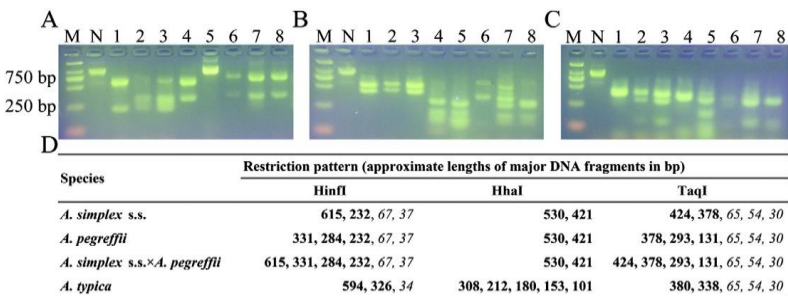 A B C
M N 1 2 3 4 5 6 7 8 M N 1 2 3 4 5 6 7 8 M N 1 2 3 4 5 6 7 8
750 bp
250 bp
D
Restriction pattern (approximate lengths of major DNA fragments in bp)
Species
HinfI HhaI TaqI
A. simplex s.s. 615, 232, 67, 37 530, 421 424, 378, 65, 54, 30
A. pegreffii 331, 284, 232, 67, 37 530, 421 378, 293, 131, 65, 54, 30
A. simplex s.s.×A. pegreffii 615, 331, 284, 232, 67, 37 530, 421 424, 378, 293, 131, 65, 54, 30
A. typica 594, 326, 34 308, 212, 180, 153, 101 380, 338, 65, 54, 30